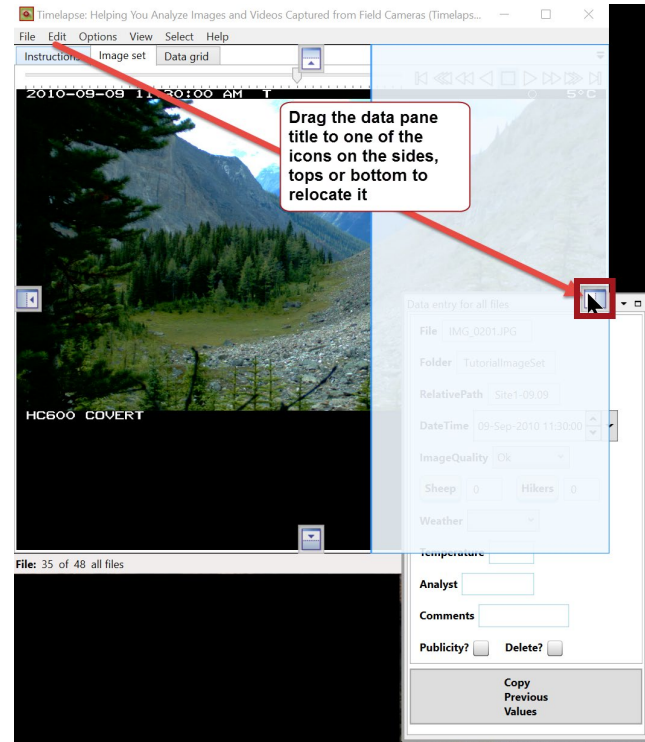 Timelapse: Helping You Analyze Images and Videos Captured from Field Cameras (Timelaps...
File Edit Options View Select Help
Instructions Image set Data grid
2010-09-09 11:30:00 AM T 5°C
Drag the data pane
title to one of the
icons on the sides,
tops or bottom to
relocate it
Data entry for all files
File IMG_0201.JPG
Folder TutorialImageSet
RelativePath Site1-09.09
HC600 COVERT
DateTime 09-Sep-2010 11:30:00
ImageQuality Ok
Sheep 0 Hikers 0
Weather
Temperature
File: 35 of 48 all files
Analyst
Comments
Publicity? Delete?
Copy
Previous
Values